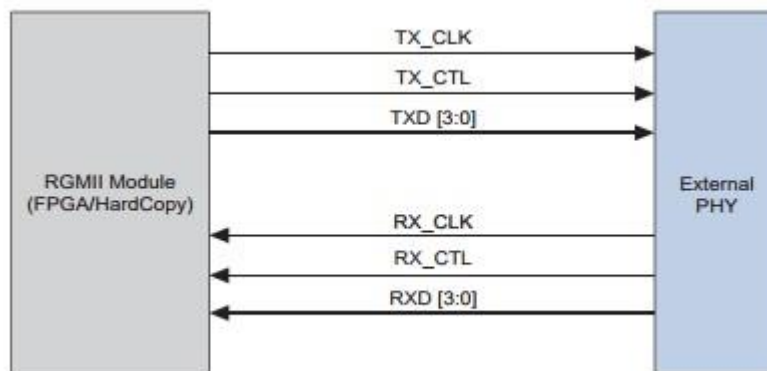 TX_CLK
TX_CTL
TXD [3:0]
RGMII Module
(FPGA/HardCopy)
External
PHY
RX_CLK
RX_CTL
RXD [3:0]